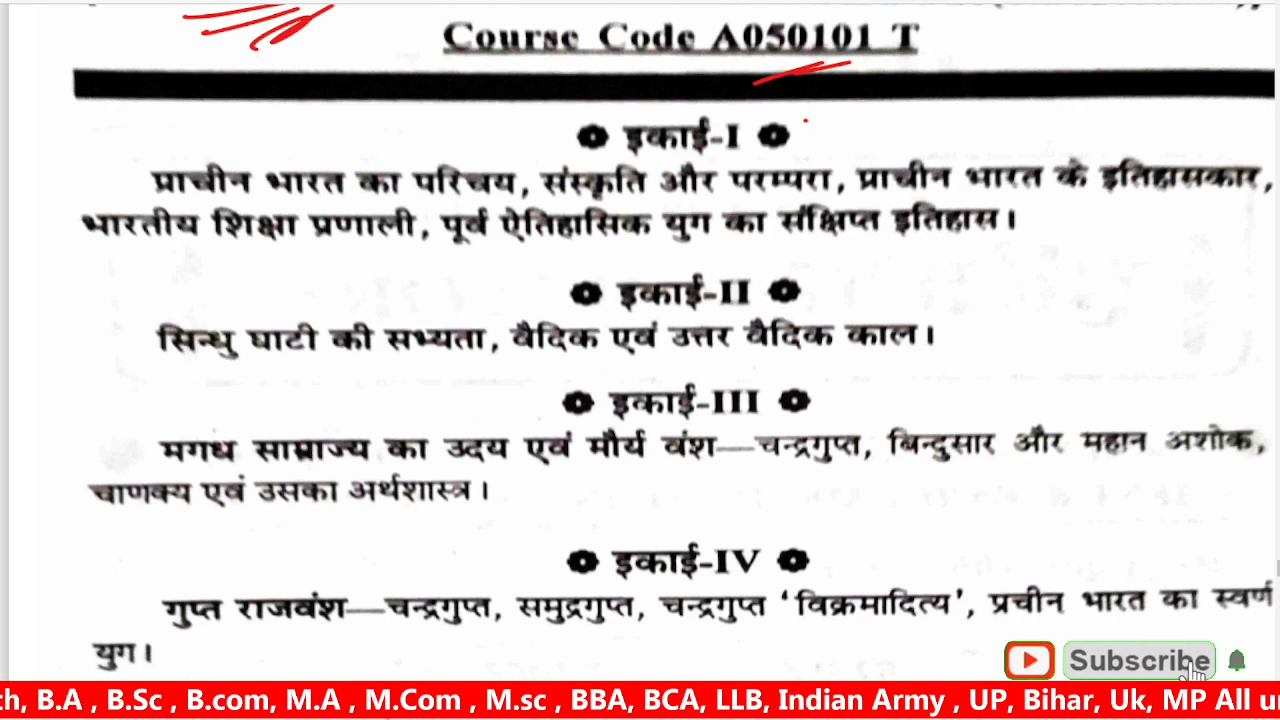 Course Code A050101 T
इकाई-I
प्राचीन भारत का परिचय, संस्कृति और परम्परा, प्राचीन भारत के इतिहासकार,
भारतीय शिक्षा प्रणाली, पूर्व ऐतिहासिक युग का संक्षिप्त इतिहास।
इकाई-II
सिन्धु घाटी की सभ्यता, वैदिक एवं उत्तर वैदिक काल।
इकाई-III
मगध साम्राज्य का उदय एवं मौर्य वंश—चन्द्रगुप्त, बिन्दुसार और महान अशोक,
चाणक्य एवं उसका अर्थशास्त्र।
इकाई-IV
गुप्त राजवंश—चन्द्रगुप्त, समुद्रगुप्त, चन्द्रगुप्त 'विक्रमादित्य', प्रचीन भारत का स्वर्ण
युग।
Subscribe
B.A , B.Sc , B.com, M.A , M.Com , M.sc , BBA, BCA, LLB, Indian Army , UP, Bihar, Uk, MP All